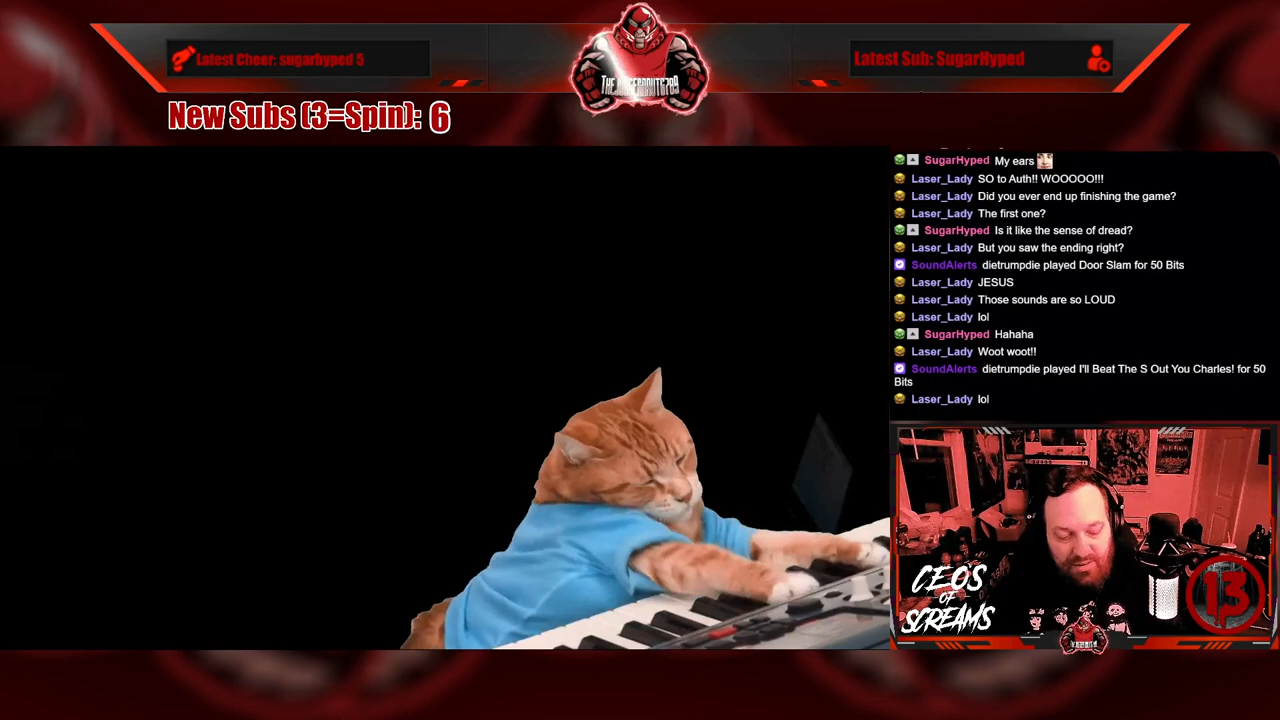 Latest Cheer: sugarhyped 5
THEJUGGERNAUT6789
Latest Sub: SugarHyped
New Subs (3=Spin): 6
SugarHyped My ears
Laser_Lady SO to Auth!! WOOOOO!!!
Laser_Lady Did you ever end up finishing the game?
Laser_Lady The first one?
SugarHyped Is it like the sense of dread?
Laser_Lady But you saw the ending right?
SoundAlerts dietrumpdie played Door Slam for 50 Bits
Laser_Lady JESUS
Laser_Lady Those sounds are so LOUD
Laser_Lady lol
SugarHyped Hahaha
Laser_Lady Woot woot!!
SoundAlerts dietrumpdie played I'll Beat The S Out You Charles! for 50
Bits
Laser_Lady lol
CEOS
OF
SCREAMS
13